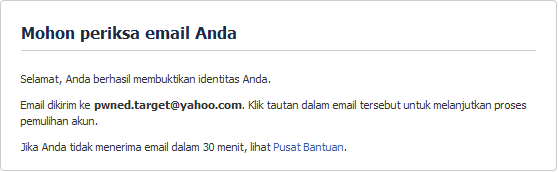 Mohon periksa email Anda
Selamat, Anda berhasil membuktikan identitas Anda.
Email dikirim ke pwned.target@yahoo.com. Klik tautan dalam email tersebut untuk melanjutkan proses
pemulihan akun.
Jika Anda tidak menerima email dalam 30 menit, lihat Pusat Bantuan.